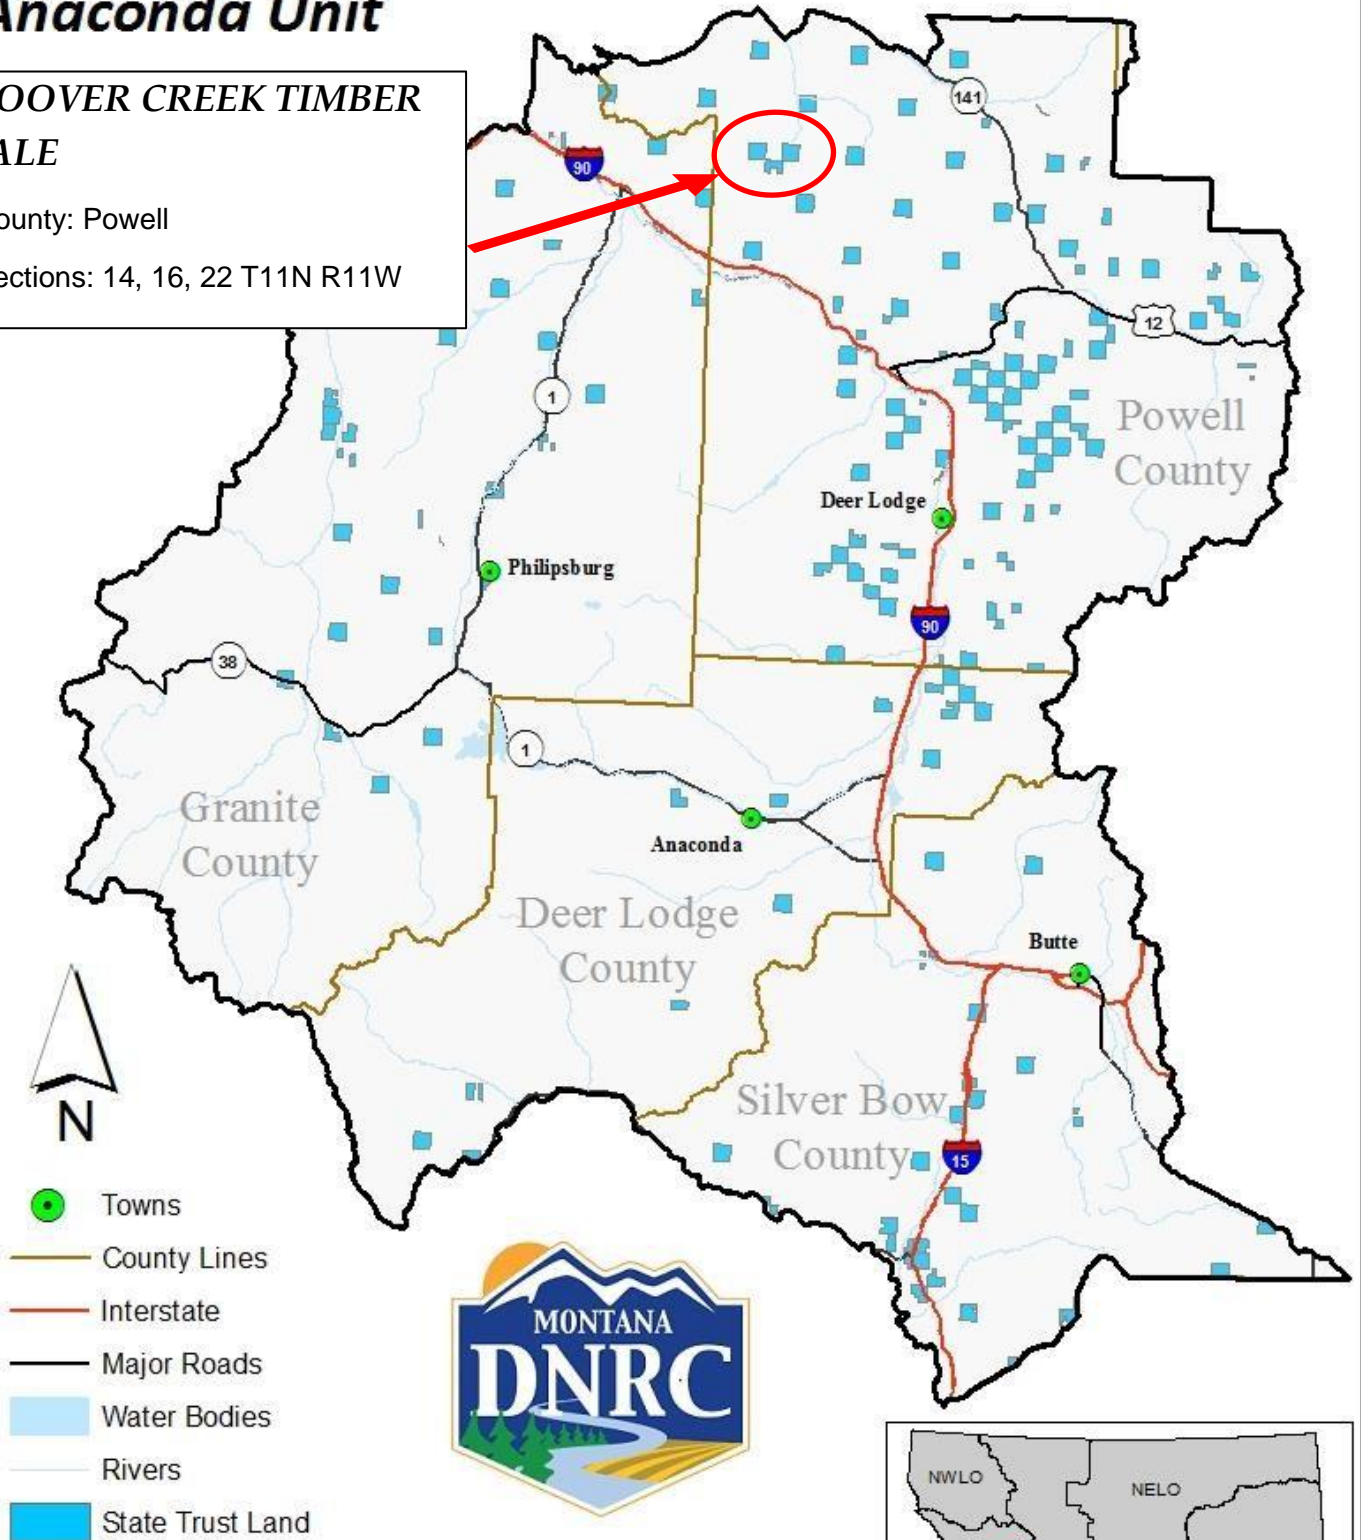 Anaconda Unit
OOVER CREEK TIMBER
ALE
ounty: Powell
ections: 14, 16, 22 T11N R11W
141
90
12
1
Powell
County
Deer Lodge
Philipsburg
90
38
1
Granite
County
Anaconda
Deer Lodge
County
Butte
Silver Bow
County
15
N
Towns
County Lines
Interstate
Major Roads
Water Bodies
Rivers
State Trust Land
MONTANA
DNRC
NWLO
NELO